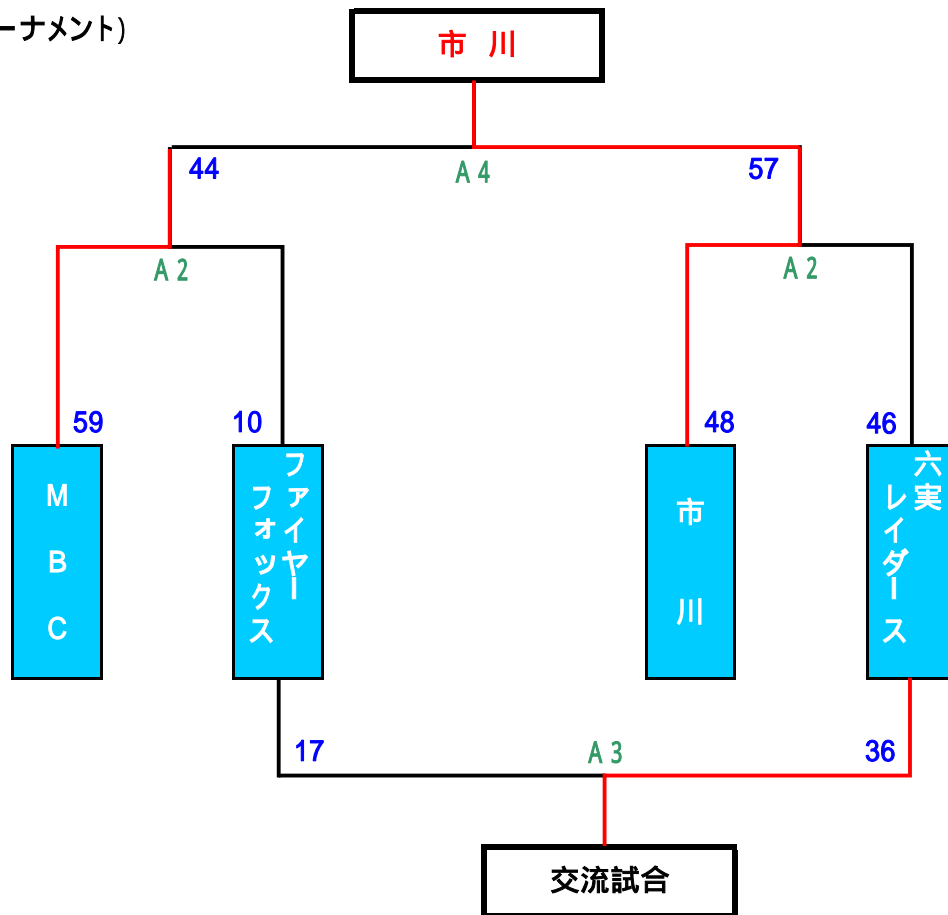 ーナメント)
市 川
44
57
A 4
A 2
A 2
59
10
48
46
M
B
C
ファイヤー
フォックス
市
川
六実
レイダース
17
A 3
36
交流試合